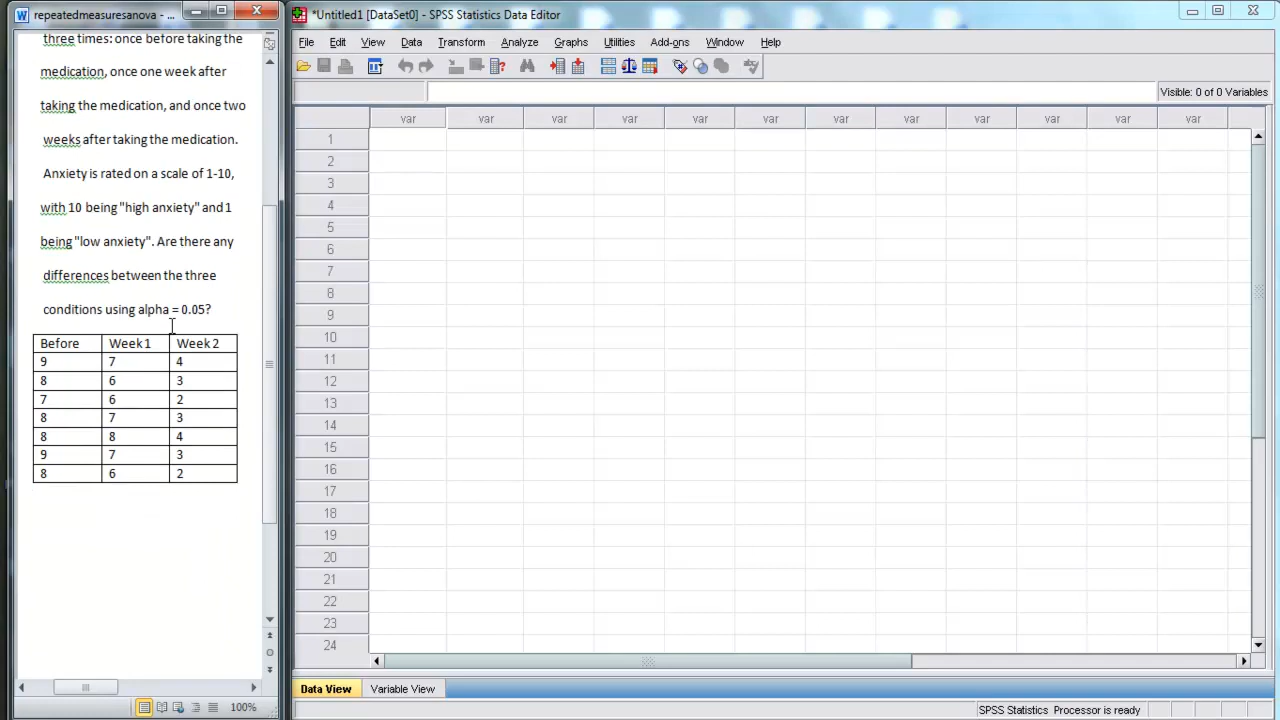 repeatedmeasuresanova - ...
three times: once before taking the
medication, once one week after
taking the medication, and once two
weeks after taking the medication.
Anxiety is rated on a scale of 1-10,
with 10 being "high anxiety" and 1
being "low anxiety". Are there any
differences between the three
conditions using alpha = 0.05?
Before Week 1 Week 2
9 7 4
8 6 3
7 6 2
8 7 3
8 8 4
9 7 3
8 6 2
100%
*Untitled1 [DataSet0] - SPSS Statistics Data Editor
File Edit View Data Transform Analyze Graphs Utilities Add-ons Window Help
Visible: 0 of 0 Variables
var var var var var var var var var var var var
1
2
3
4
5
6
7
8
9
10
11
12
13
14
15
16
17
18
19
20
21
22
23
24
Data View Variable View
SPSS Statistics Processor is ready